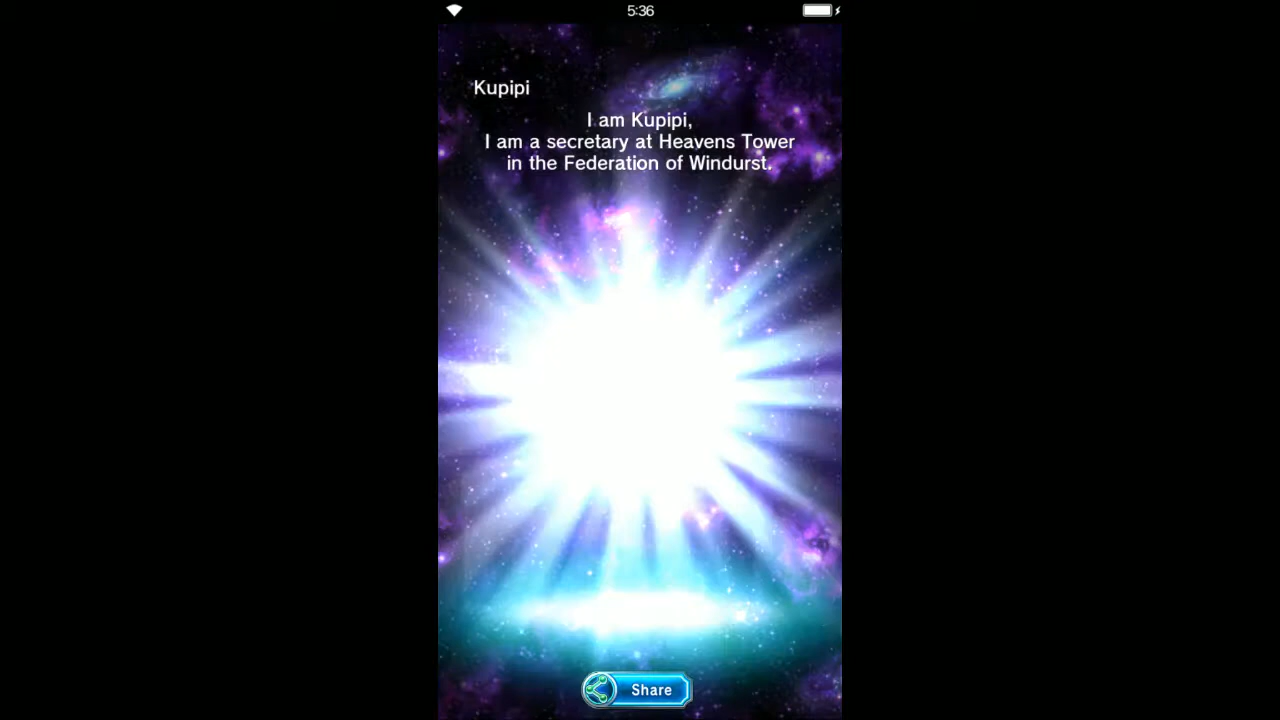 5:36
Kupipi
I am Kupipi,
I am a secretary at Heavens Tower
in the Federation of Windurst.
Share